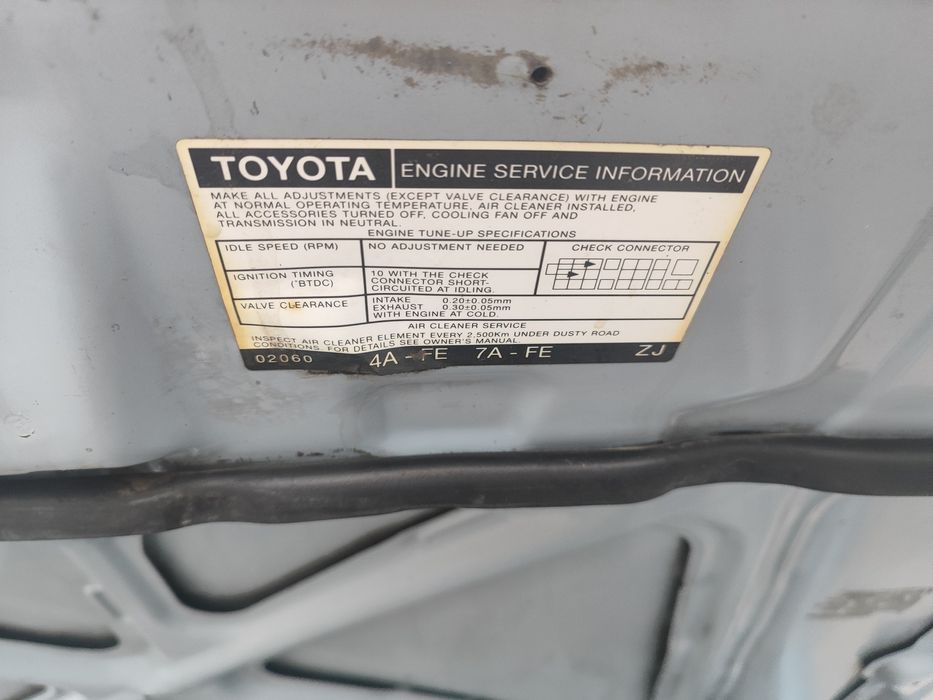 TOYOTA ENGINE SERVICE INFORMATION
MAKE ALL ADJUSTMENTS (EXCEPT VALVE CLEARANCE) WITH ENGINE
AT NORMAL OPERATING TEMPERATURE, AIR CLEANER INSTALLED,
ALL ACCESSORIES TURNED OFF, COOLING FAN OFF AND
TRANSMISSION IN NEUTRAL.
ENGINE TUNE-UP SPECIFICATIONS
IDLE SPEED (RPM) NO ADJUSTMENT NEEDED CHECK CONNECTOR
IGNITION TIMING
(°BTDC)
10 WITH THE CHECK
CONNECTOR SHORT-
CIRCUITED AT IDLING.
VALVE CLEARANCE
INTAKE 0.20±0.05mm
EXHAUST 0.30±0.05mm
WITH ENGINE AT COLD.
AIR CLEANER SERVICE
INSPECT AIR CLEANER ELEMENT EVERY 2,500Km UNDER DUSTY ROAD
CONDITIONS. FOR DETAILS SEE OWNER'S MANUAL
02060 4A-FE 7A-FE ZJ